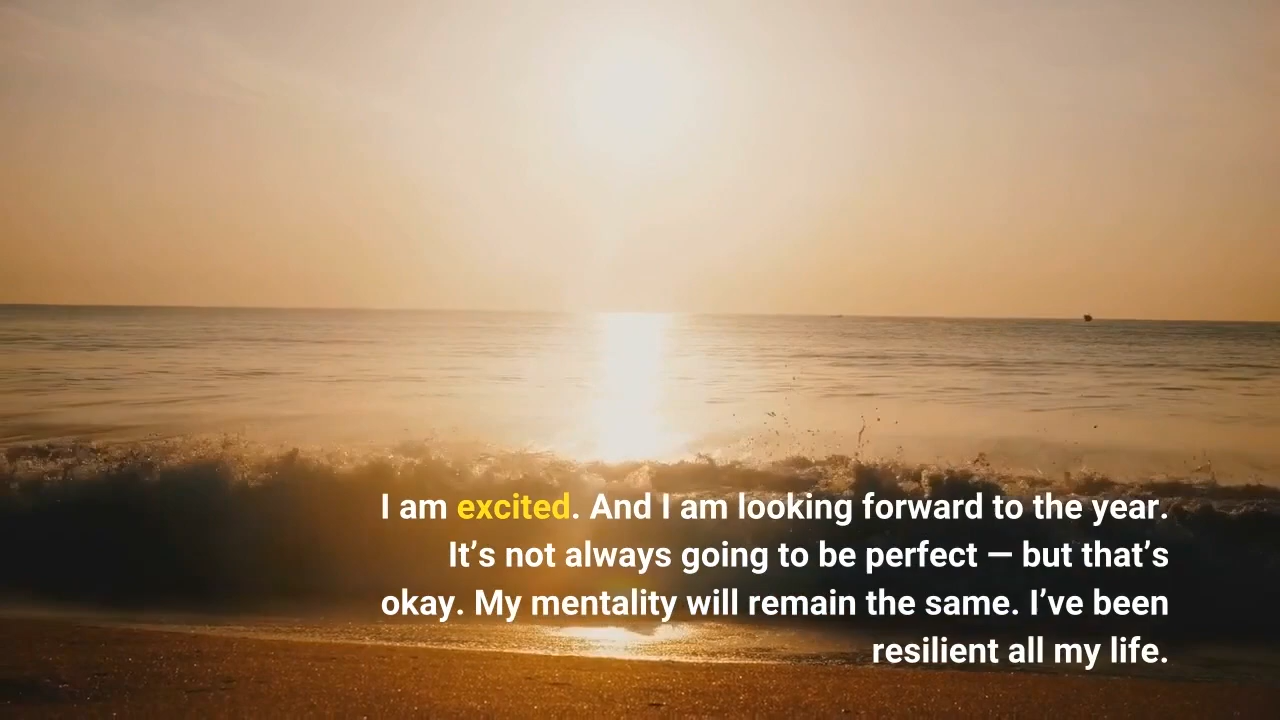 I am excited. And I am looking forward to the year.
It’s not always going to be perfect — but that’s
okay. My mentality will remain the same. I’ve been
resilient all my life.